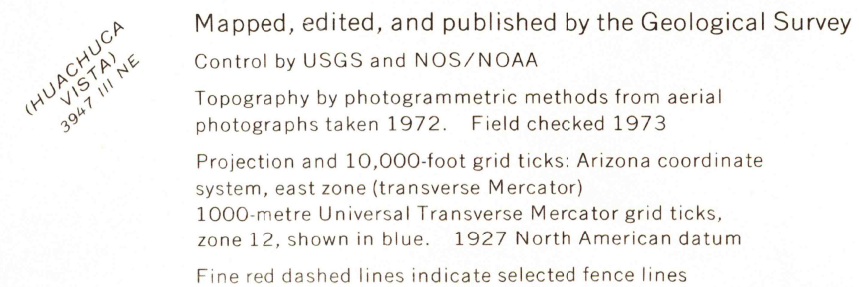 (HUACHUCA
VISTA)
3947 III NE
Mapped, edited, and published by the Geological Survey
Control by USGS and NOS/NOAA
Topography by photogrammetric methods from aerial
photographs taken 1972. Field checked 1973
Projection and 10,000-foot grid ticks: Arizona coordinate
system, east zone (transverse Mercator)
1000-metre Universal Transverse Mercator grid ticks,
zone 12, shown in blue. 1927 North American datum
Fine red dashed lines indicate selected fence lines